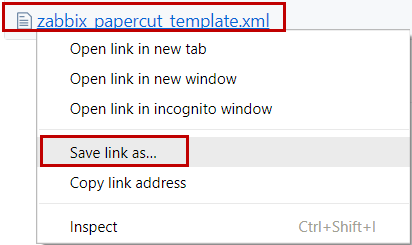 zabbix_papercut_template.xml
Open link in new tab
Open link in new window
Open link in incognito window
Save link as...
Copy link address
Inspect Ctrl+Shift+I